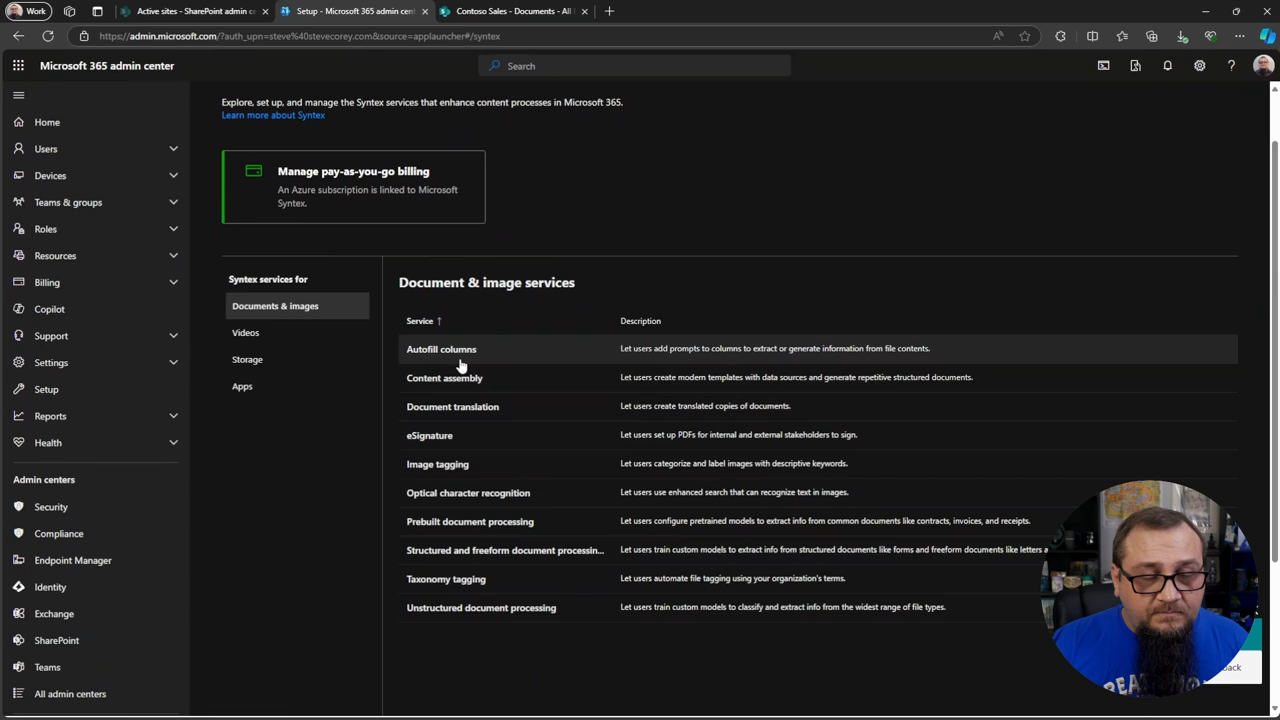 Work
Active sites - SharePoint admin ce
Setup - Microsoft 365 admin cent
Contoso Sales - Documents - All
https://admin.microsoft.com/?auth_upn=steve%40stevecorey.com&source=applauncher#/syntex
Microsoft 365 admin center
Search
Home
Users
Devices
Teams & groups
Roles
Resources
Billing
Copilot
Support
Settings
Setup
Reports
Health
Admin centers
Security
Compliance
Endpoint Manager
Identity
Exchange
SharePoint
Teams
All admin centers
Explore, set up, and manage the Syntex services that enhance content processes in Microsoft 365.
Learn more about Syntex
Manage pay-as-you-go billing
An Azure subscription is linked to Microsoft
Syntex.
Syntex services for
Documents & images
Videos
Storage
Apps
Document & image services
Service ↑ Description
Autofill columns Let users add prompts to columns to extract or generate information from file contents.
Content assembly Let users create modern templates with data sources and generate repetitive structured documents.
Document translation Let users create translated copies of documents.
eSignature Let users set up PDFs for internal and external stakeholders to sign.
Image tagging Let users categorize and label images with descriptive keywords.
Optical character recognition Let users use enhanced search that can recognize text in images.
Prebuilt document processing Let users configure pretrained models to extract info from common documents like contracts, invoices, and receipts.
Structured and freeform document processin... Let users train custom models to extract info from structured documents like forms and freeform documents like letters a
Taxonomy tagging Let users automate file tagging using your organization's terms.
Unstructured document processing Let users train custom models to classify and extract info from the widest range of file types.